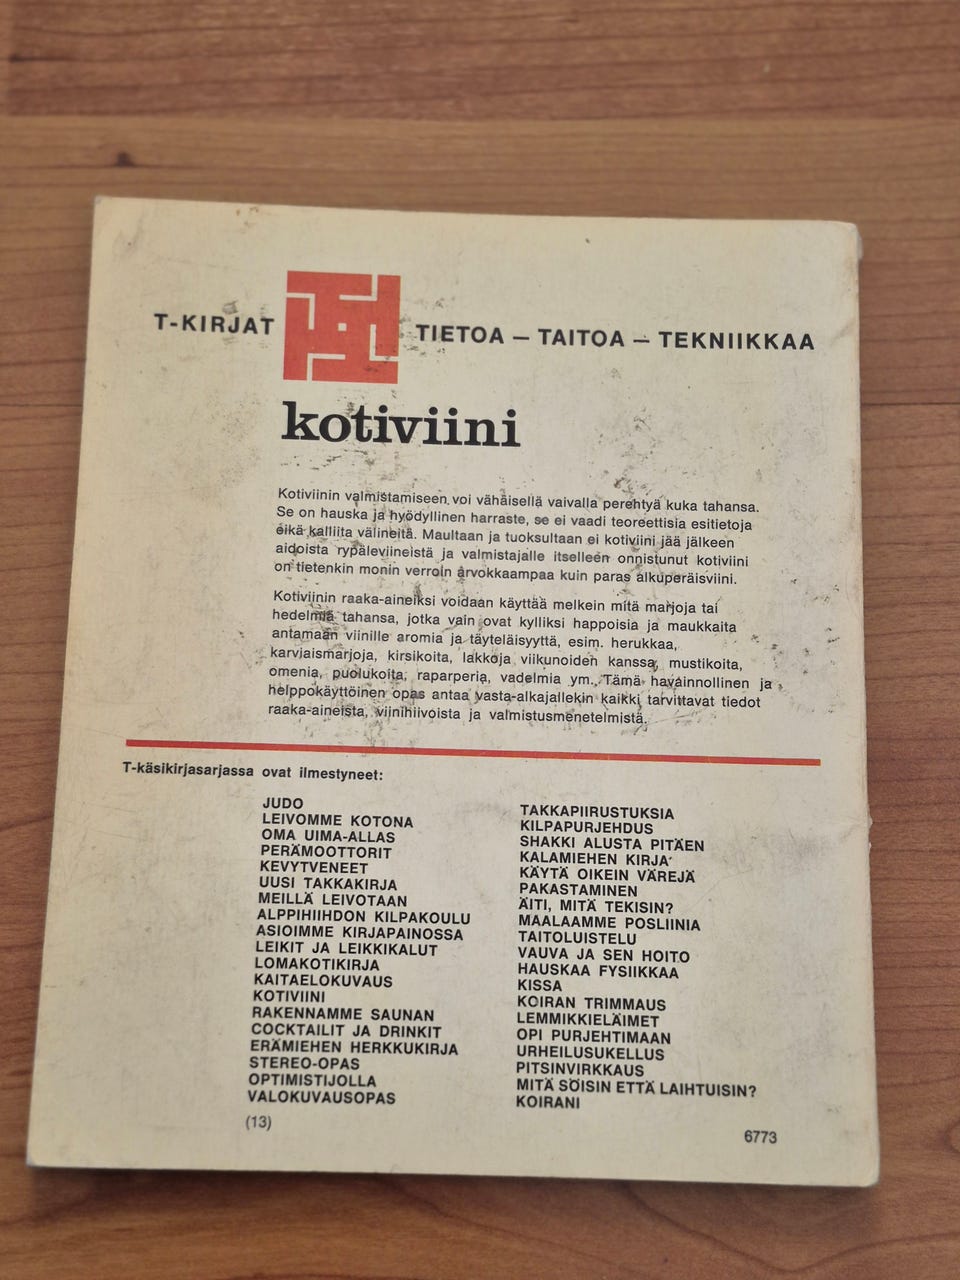 T-KIRJAT TIETOA — TAITOA — TEKNIIKKAA
kotiviini
Kotiviinin valmistamiseen voi vähäisellä vaivalla perehtyä kuka tahansa.
Se on hauska ja hyödyllinen harraste, se ei vaadi teoreettisia esitietoja
eikä kalliita välineitä. Maultaan ja tuoksultaan ei kotiviini jää jälkeen
aidoista rypäleviineistä ja valmistajalle itselleen onnistunut kotiviini
on tietenkin monin verroin arvokkaampaa kuin paras alkuperäisviini.
Kotiviinin raaka-aineiksi voidaan käyttää melkein mitä marjoja tai
hedelmiä tahansa, jotka vain ovat kylliksi happoisia ja maukkaita
antamaan viinille aromia ja täyteläisyyttä, esim. herukkaa,
karviaismarjoja, kirsikoita, lakkoja viikunoiden kanssa, mustikoita,
omenia, puolukoita, raparperia, vadelmia ym. Tämä havainnollinen ja
helppokäyttöinen opas antaa vasta-alkajallekin kaikki tarvittavat tiedot
raaka-aineista, viinihiivoista ja valmistusmenetelmistä.
T-käsikirjasarjassa ovat ilmestyneet:
JUDO
LEIVOMME KOTONA
OMA UIMA-ALLAS
PERÄMOOTTORIT
KEVYTVENEET
UUSI TAKKAKIRJA
MEILLÄ LEIVOTAAN
ALPPIHIIHDON KILPAKOULU
ASIOIMME KIRJAPAINOSSA
LEIKIT JA LEIKKIKALUT
LOMAKOTIKIRJA
KAITAELOKUVAUS
KOTIVIINI
RAKENNAMME SAUNAN
COCKTAILIT JA DRINKIT
ERÄMIEHEN HERKKUKIRJA
STEREO-OPAS
OPTIMISTIJOLLA
VALOKUVAUSOPAS
TAKKAPIIRUSTUKSIA
KILPAPURJEHDUS
SHAKKI ALUSTA PITÄEN
KALAMIEHEN KIRJA
KÄYTÄ OIKEIN VÄREJÄ
PAKASTAMINEN
ÄITI, MITÄ TEKISIN?
MAALAAMME POSLIINIA
TAITOLUISTELU
VAUVA JA SEN HOITO
HAUSKAA FYSIIKKAA
KISSA
KOIRAN TRIMMAUS
LEMMIKKIELÄIMET
OPI PURJEHTIMAAN
URHEILUSUKELLUS
PITSINVIRKKAUS
MITÄ SÖISIN ETTÄ LAIHTUISIN?
KOIRANI
(13)
6773